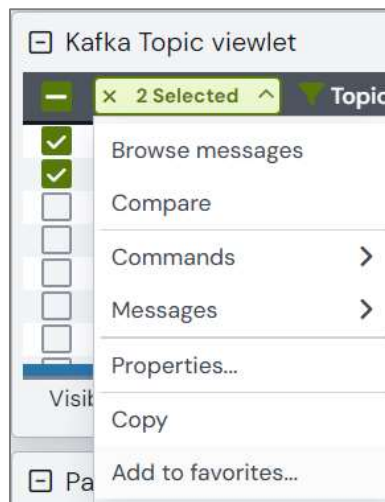 Kafka Topic viewlet
× 2 Selected Topic
Browse messages
Compare
Commands
Messages
Properties...
Visib
Copy
Add to favorites...
Pa